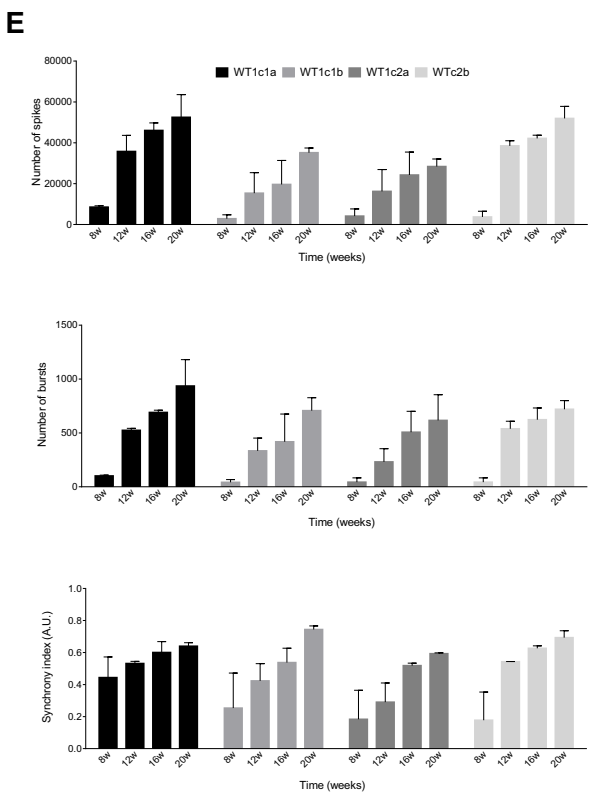 E
80000
60000
40000
20000
0
Number of spikes
WT1c1a WT1c1b WT1c2a WTc2b
8w 12w 16w 20w 8w 12w 16w 20w 8w 12w 16w 20w 8w 12w 16w 20w
Time (weeks)
1500
1000
500
0
Number of bursts
8w 12w 16w 20w 8w 12w 16w 20w 8w 12w 16w 20w 8w 12w 16w 20w
Time (weeks)
1.0
0.8
0.6
0.4
0.2
0.0
Synchrony index (A.U.)
8w 12w 16w 20w 8w 12w 16w 20w 8w 12w 16w 20w 8w 12w 16w 20w
Time (weeks)